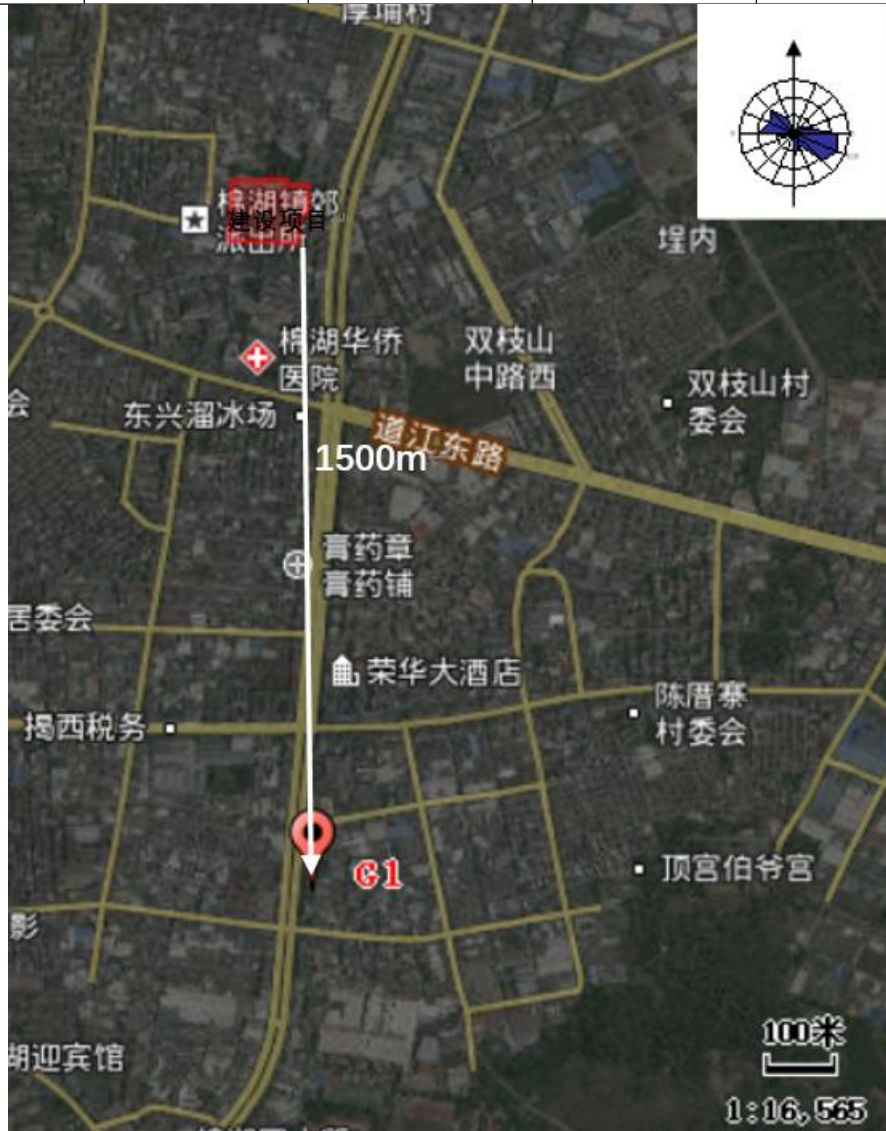 厚埔村
棉湖镇郊
派出所
建设项目
埕内
棉湖华侨
医院
双枝山
中路西
双枝山村
委会
会
东兴溜冰场
道江东路
1500m
膏药章
膏药铺
居委会
荣华大酒店
陈厝寨
村委会
揭西税务
G1
顶宫伯爷宫
影
湖迎宾馆
100米
1:16,565